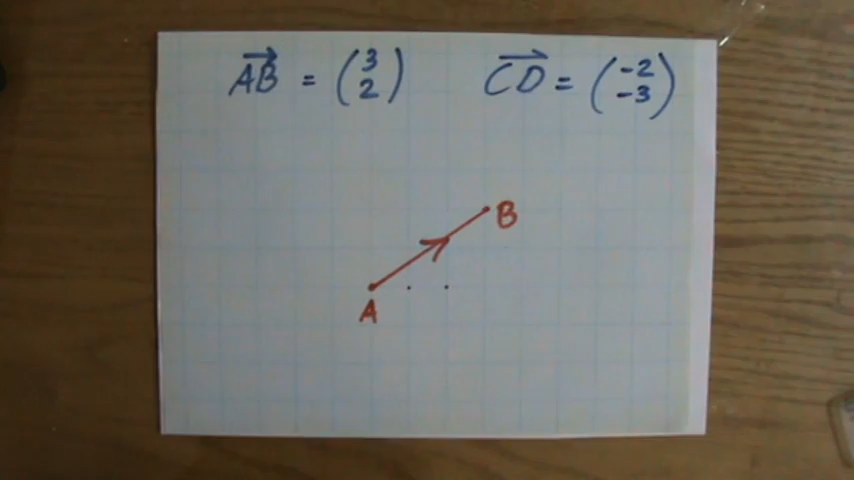 AB = (3 2) CD = (-2 -3)
B
A